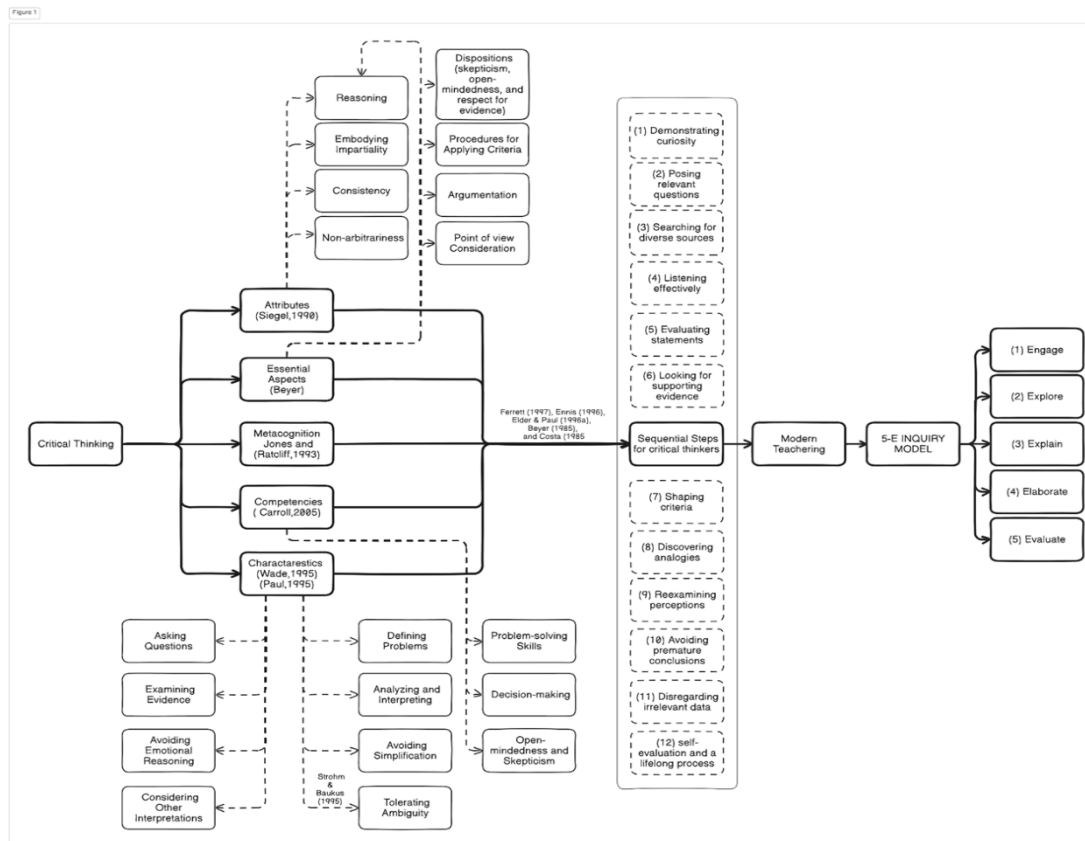 Figure 1
Reasoning
Embodying
Impartiality
Consistency
Non-arbitrariness
Dispositions
(skepticism,
open-
mindedness, and
respect for
evidence)
Procedures for
Applying Criteria
Argumentation
Point of view
Consideration
Critical Thinking
Attributes
(Siegel,1990)
Essential
Aspects
(Beyer)
Metacognition
Jones and
(Ratcliff,1993)
Competencies
( Carroll,2005)
Charactarestics
(Wade,1995)
(Paul,1995)
Asking
Questions
Examining
Evidence
Avoiding
Emotional
Reasoning
Considering
Other
Interpretations
Defining
Problems
Analyzing and
Interpreting
Avoiding
Simplification
Strohm
&
Baukus
(1995)
Tolerating
Ambiguity
Problem-solving
Skills
Decision-making
Open-
mindedness and
Skepticism
Ferrett (1997), Ennis (1996),
Elder & Paul (1996a),
Beyer (1985),
and Costa (1985
(1) Demonstrating
curiosity
(2) Posing
relevant
questions
(3) Searching for
diverse sources
(4) Listening
effectively
(5) Evaluating
statements
(6) Looking for
supporting
evidence
Sequential Steps
for critical thinkers
(7) Shaping
criteria
(8) Discovering
analogies
(9) Reexamining
perceptions
(10) Avoiding
premature
conclusions
(11) Disregarding
irrelevant data
(12) self-
evaluation and a
lifelong process
Modern
Teachering
5-E INQUIRY
MODEL
(1) Engage
(2) Explore
(3) Explain
(4) Elaborate
(5) Evaluate